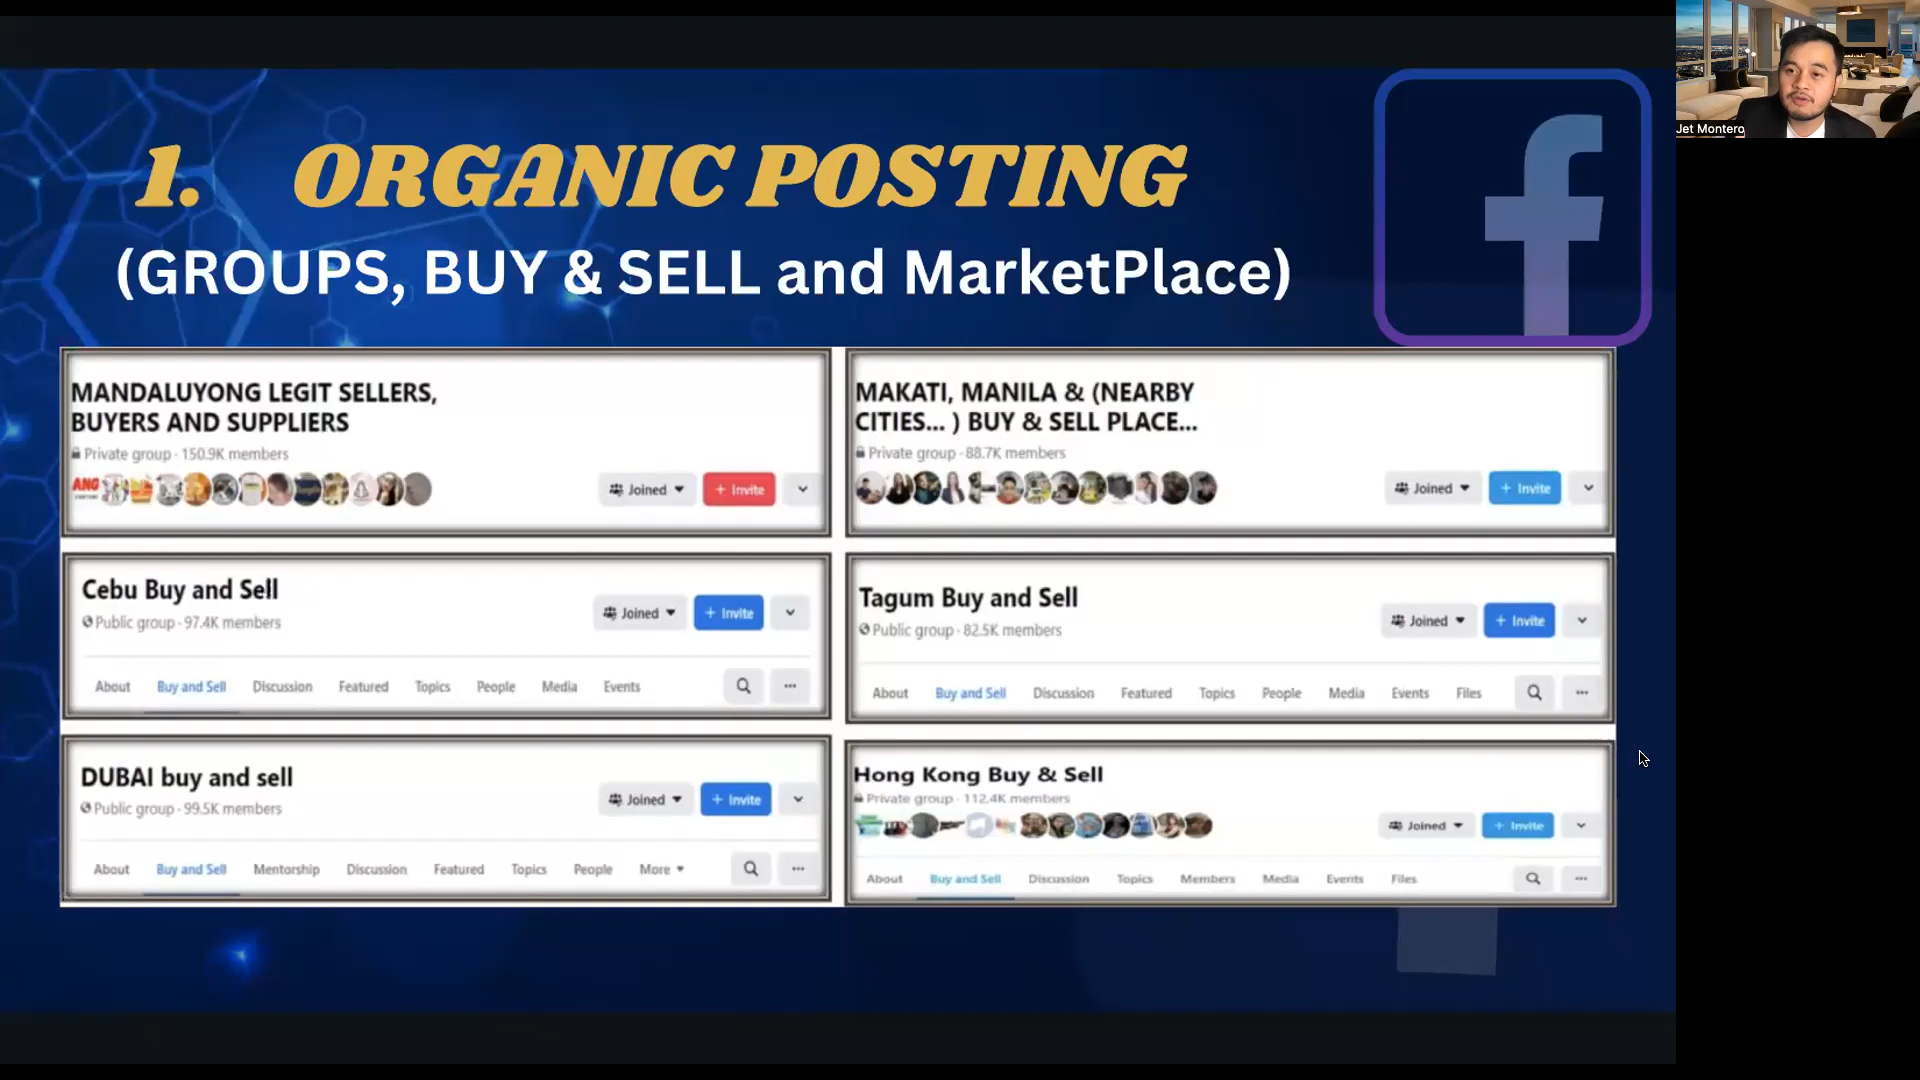 1. ORGANIC POSTING
(GROUPS, BUY & SELL and MarketPlace)
Jet Montero
MANDALUYONG LEGIT SELLERS,
BUYERS AND SUPPLIERS
Private group · 150.9K members
ANG
Joined
+ Invite
MAKATI, MANILA & (NEARBY
CITIES... ) BUY & SELL PLACE...
Private group · 88.7K members
Joined
+ Invite
Cebu Buy and Sell
Public group · 97.4K members
Joined
+ Invite
About Buy and Sell Discussion Featured Topics People Media Events
Tagum Buy and Sell
Public group · 82.5K members
Joined
+ Invite
About Buy and Sell Discussion Featured Topics People Media Events Files
DUBAI buy and sell
Public group · 99.5K members
Joined
+ Invite
About Buy and Sell Mentorship Discussion Featured Topics People More
Hong Kong Buy & Sell
Private group · 112.4K members
Joined
+ Invite
About Buy and Sell Discussion Topics Members Media Events Files